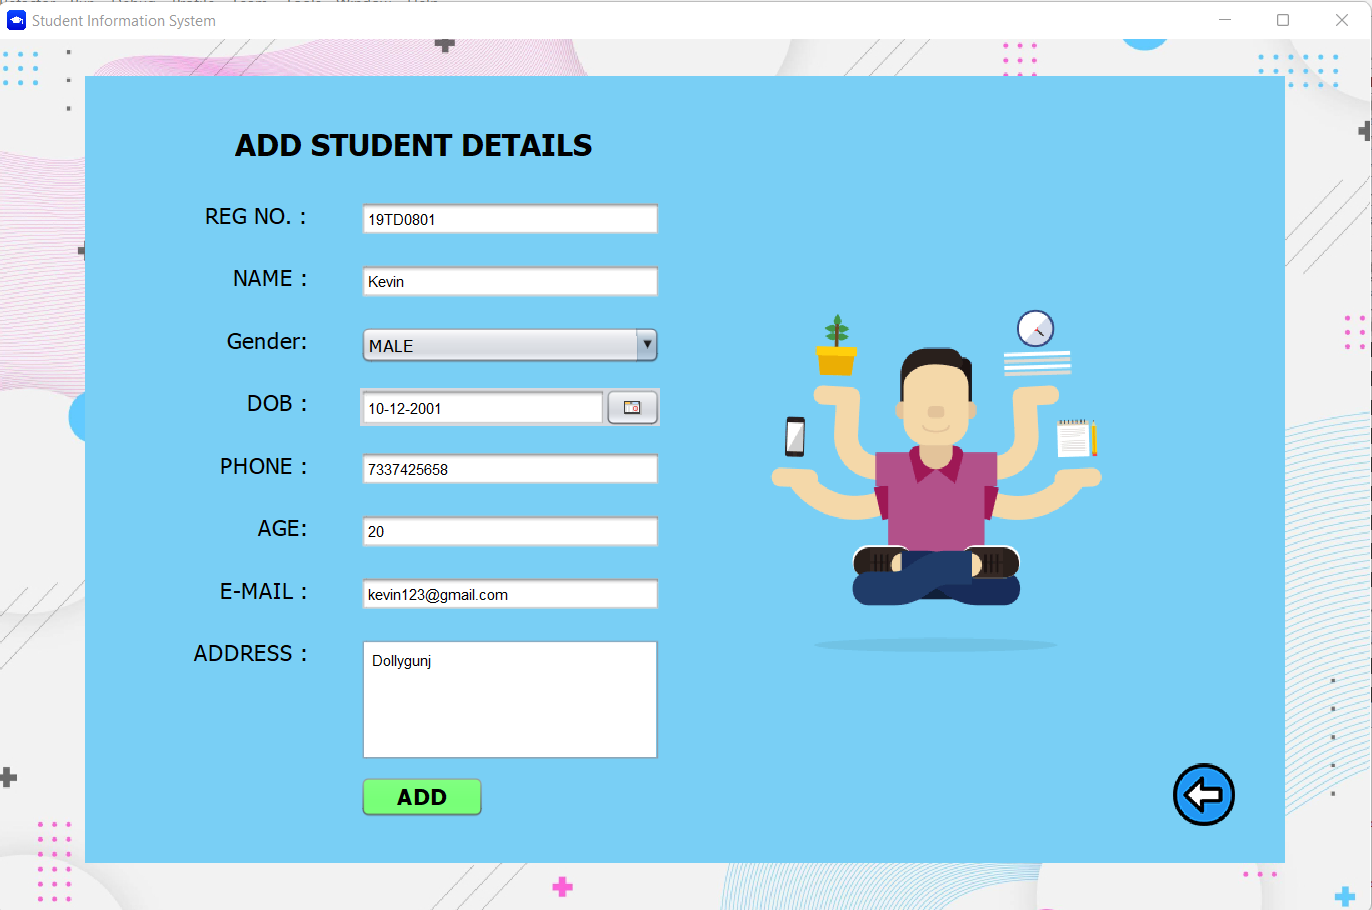 Student Information System
ADD STUDENT DETAILS
REG NO. : 19TD0801
NAME : Kevin
Gender: MALE
DOB : 10-12-2001
PHONE : 7337425658
AGE: 20
E-MAIL : kevin123@gmail.com
ADDRESS : Dollygunj
ADD